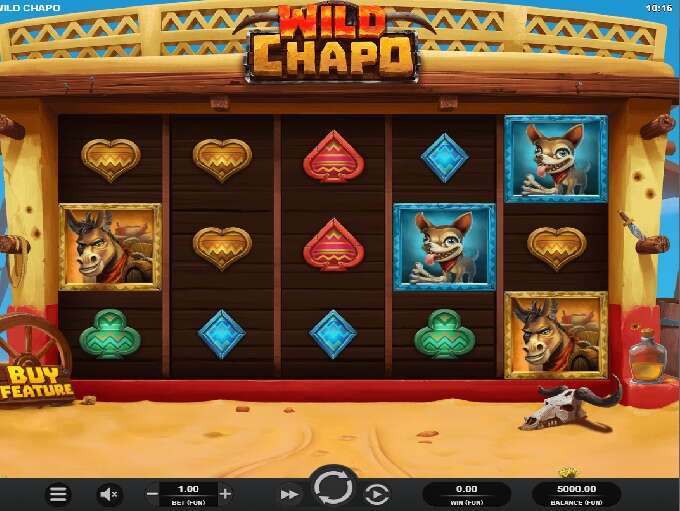 WILD CHAPO
10:16
WILD
CHAPO
BUY
FEATURE
1.00
BET (FUN)
0.00
WIN (FUN)
5000.00
BALANCE (FUN)